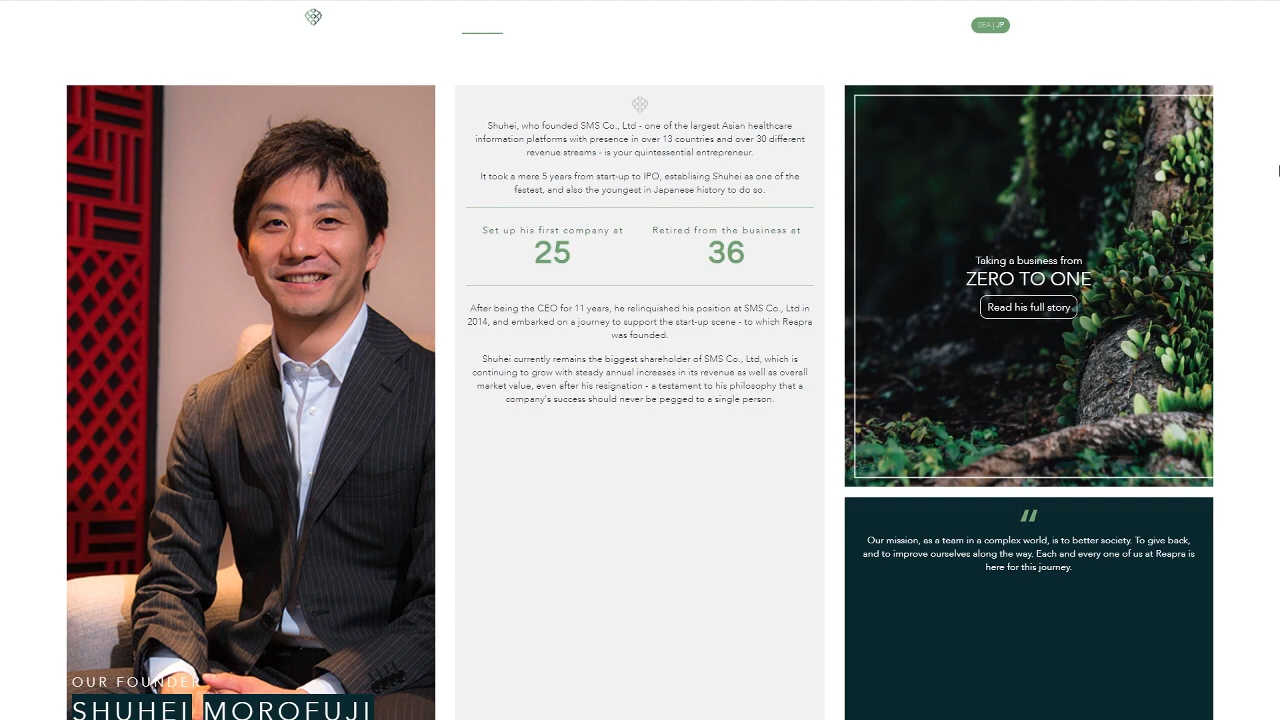 SEA | JP
OUR FOUNDER
SHUHEI MOROFUJI
Shuhei, who founded SMS Co., Ltd - one of the largest Asian healthcare
information platforms with presence in over 13 countries and over 30 different
revenue streams - is your quintessential entrepreneur.
It took a mere 5 years from start-up to IPO, establising Shuhei as one of the
fastest, and also the youngest in Japanese history to do so.
Set up his first company at
25
Retired from the business at
36
After being the CEO for 11 years, he relinquished his position at SMS Co., Ltd in
2014, and embarked on a journey to support the start-up scene - to which Reapra
was founded.
Shuhei currently remains the biggest shareholder of SMS Co., Ltd, which is
continuing to grow with steady annual increases in its revenue as well as overall
market value, even after his resignation - a testament to his philosophy that a
company's success should never be pegged to a single person.
Taking a business from
ZERO TO ONE
Read his full story
"
Our mission, as a team in a complex world, is to better society. To give back,
and to improve ourselves along the way. Each and every one of us at Reapra is
here for this journey.